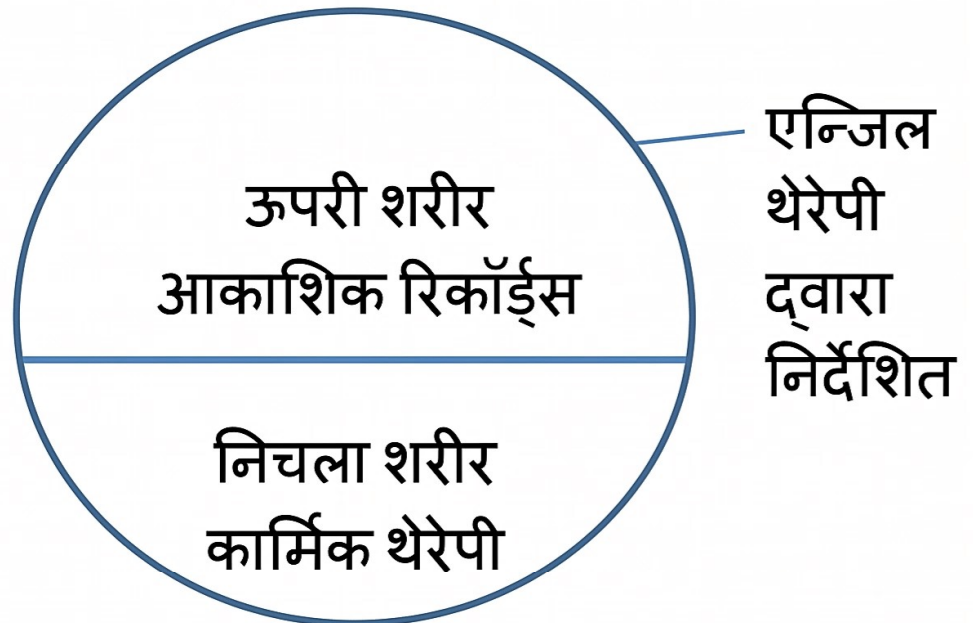 ऊपरी शरीर
आकाशिक रिकॉर्ड्स
निचला शरीर
कार्मिक थेरेपी
एन्जिल
थेरेपी
द्वारा
निर्देशित